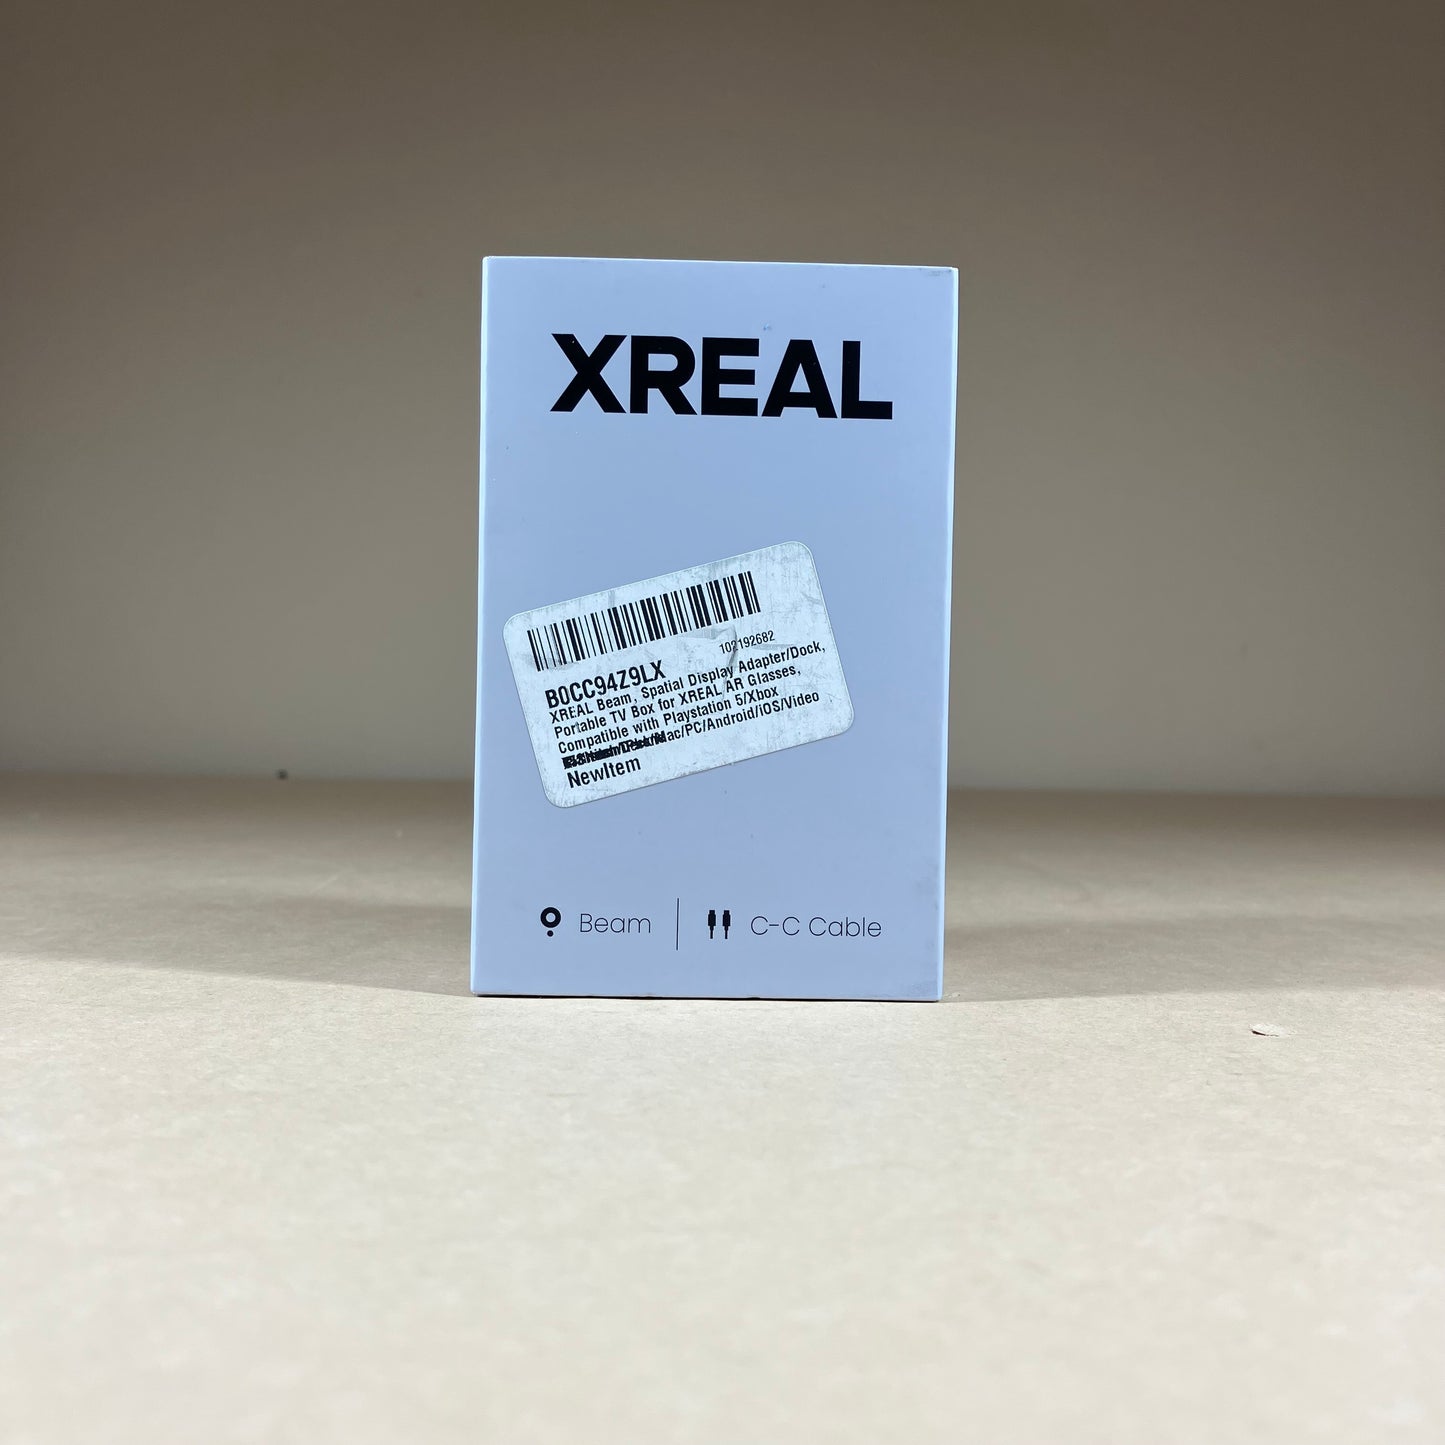 XREAL
102192682
B0CC94Z9LX
XREAL Beam, Spatial Display Adapter/Dock,
Portable TV Box for XREAL AR Glasses,
Compatible with Playstation 5/Xbox
Mac/PC/Android/iOS/Video
NewItem
Beam
C-C Cable